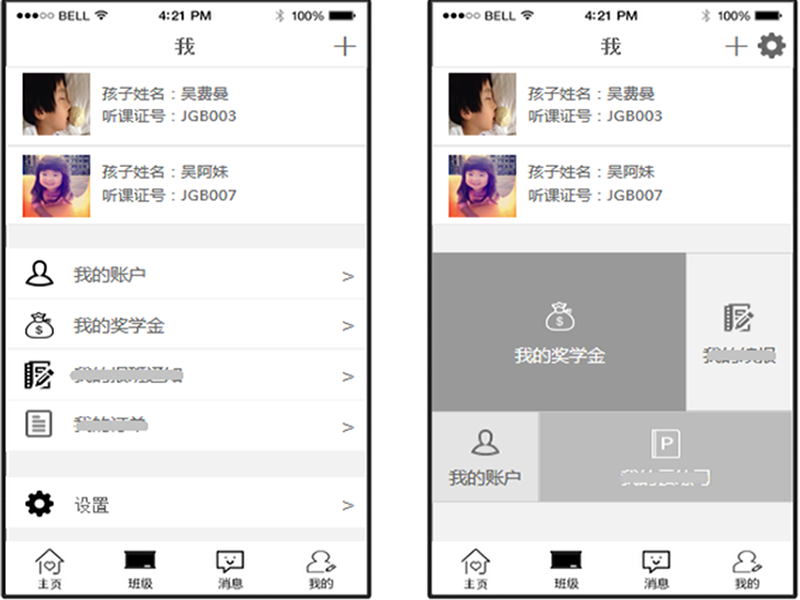 BELL 4:21 PM 100%
我
孩子姓名：吴费曼
听课证号：JGB003
孩子姓名：吴阿妹
听课证号：JGB007
我的账户 >
我的奖学金 >
>
>
设置 >
主页 班级 消息 我的
BELL 4:21 PM 100%
我
孩子姓名：吴费曼
听课证号：JGB003
孩子姓名：吴阿妹
听课证号：JGB007
我的奖学金
我的账户
P
主页 班级 消息 我的